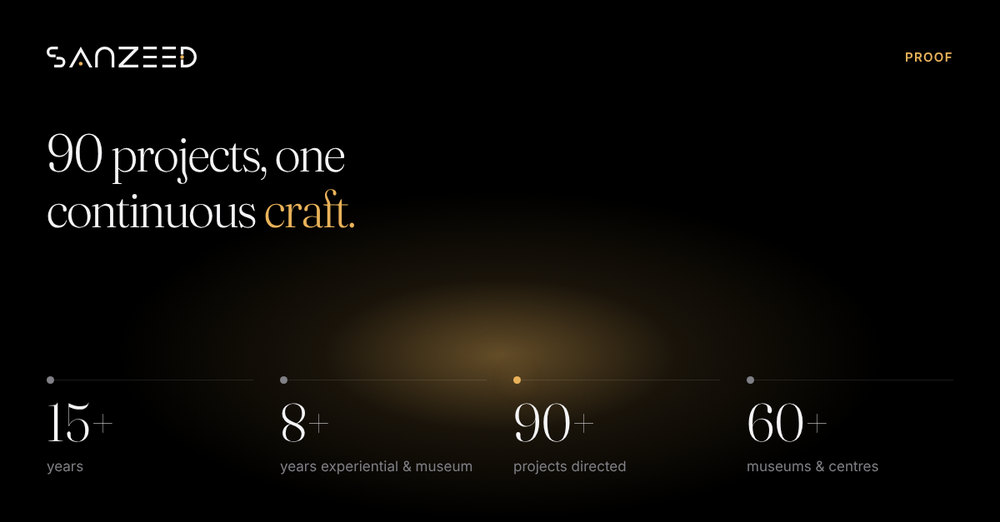 SANZEED
PROOF
90 projects, one
continuous craft.
15+
years
8+
years experiential & museum
90+
projects directed
60+
museums & centres